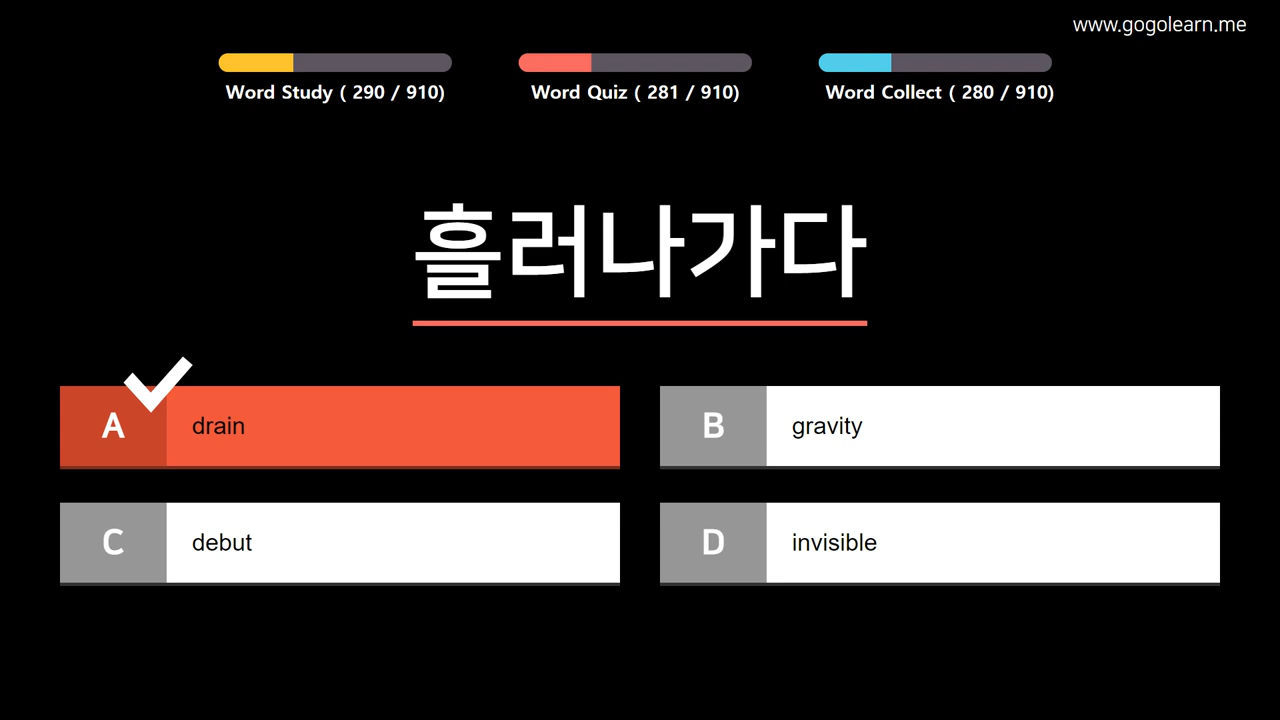 www.gogolearn.me
Word Study ( 290 / 910)
Word Quiz ( 281 / 910)
Word Collect ( 280 / 910)
흘러나가다
A drain
B gravity
C debut
D invisible